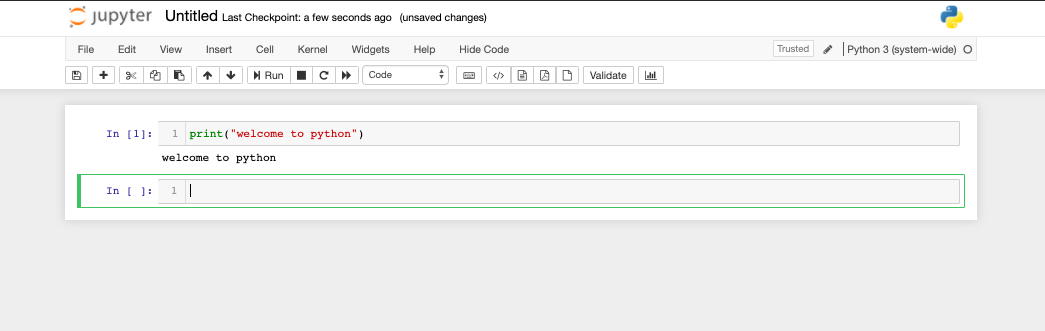 jupyter Untitled Last Checkpoint: a few seconds ago (unsaved changes)
File Edit View Insert Cell Kernel Widgets Help Hide Code Trusted Python 3 (system-wide)
Run Code </> Validate
In [1]: 1 print("welcome to python")
welcome to python
In [ ]: 1